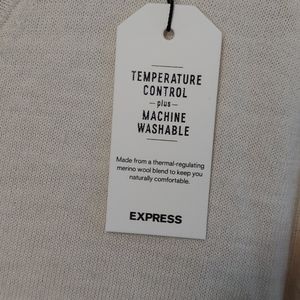 TEMPERATURE
CONTROL
plus
MACHINE
WASHABLE
Made from a thermal-regulating
merino wool blend to keep you
naturally comfortable.
EXPRESS